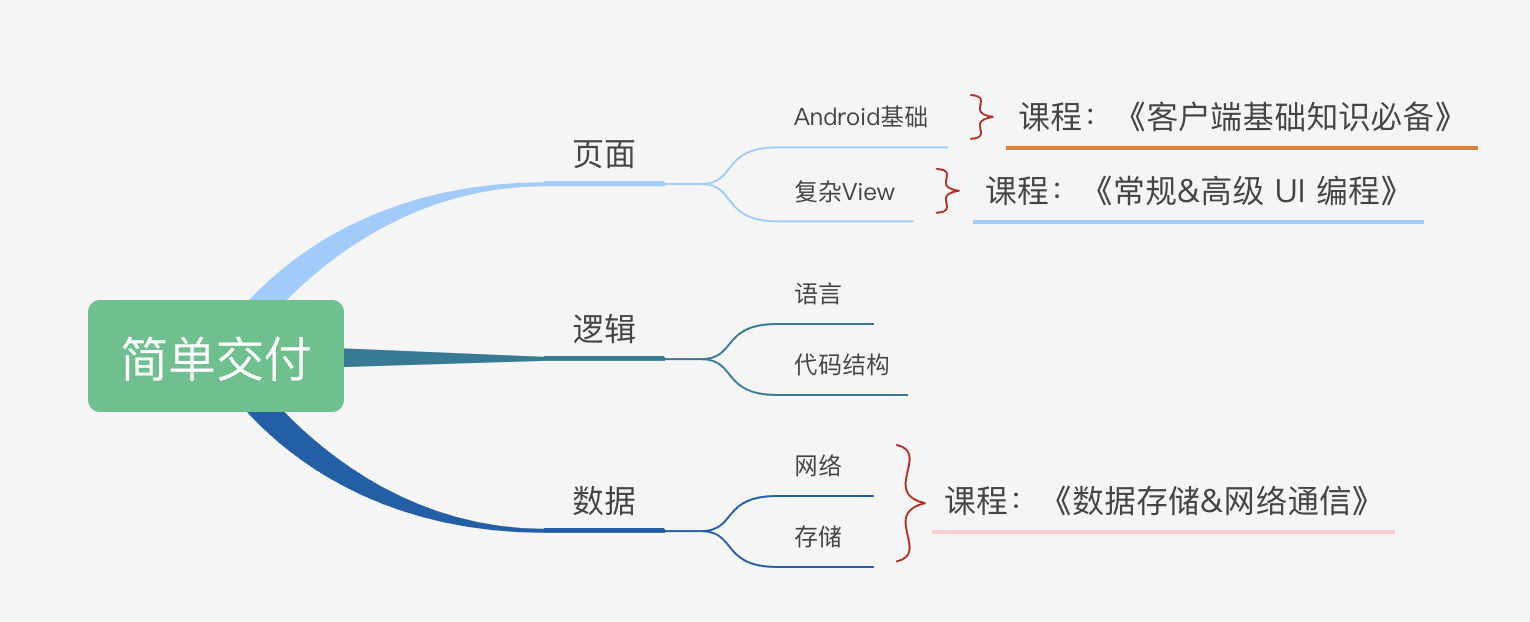 简单交付
页面
Android基础
课程：《客户端基础知识必备》
复杂View
课程：《常规&高级 UI 编程》
逻辑
语言
代码结构
数据
网络
存储
课程：《数据存储&网络通信》